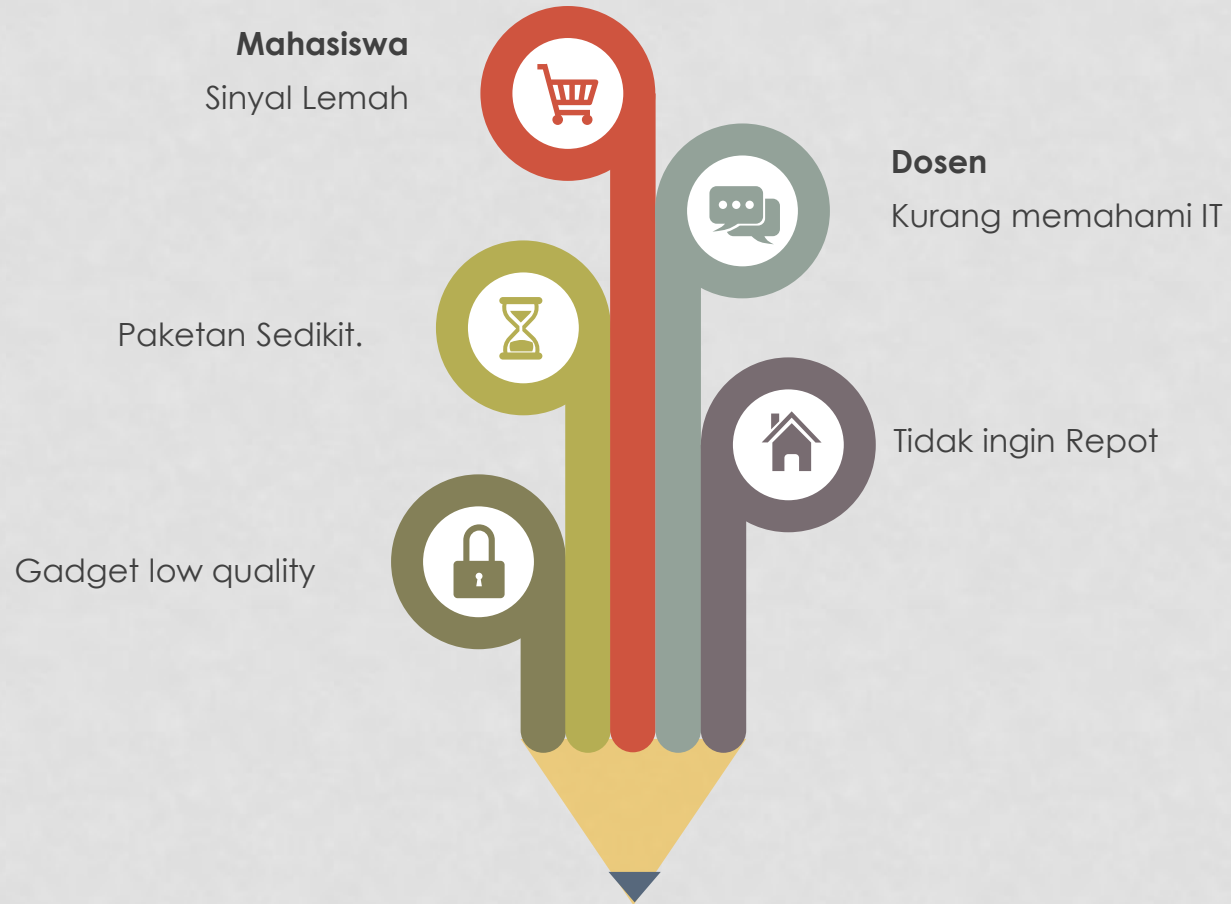 Mahasiswa
Sinyal Lemah
Paketan Sedikit.
Gadget low quality
Dosen
Kurang memahami IT
Tidak ingin Repot